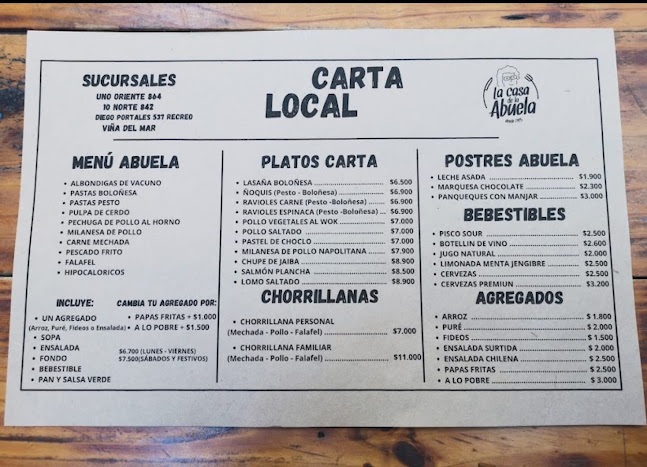 SUCURSALES
UNO ORIENTE 864
10 NORTE 842
DIEGO PORTALES 537 RECREO
VIÑA DEL MAR
CARTA
LOCAL
la casa
de la
Abuela
MENÚ ABUELA
• ALBONDIGAS DE VACUNO
• PASTAS BOLOÑESA
• PASTAS PESTO
• PULPA DE CERDO
• PECHUGA DE POLLO AL HORNO
• MILANESA DE POLLO
• CARNE MECHADA
• PESCADO FRITO
• FALAFEL
• HIPOCALORICOS
INCLUYE:
• UN AGREGADO
(Arroz, Puré, Fideos o Ensalada)
• SOPA
• ENSALADA
• FONDO
• BEBESTIBLE
• PAN Y SALSA VERDE
CAMBIA TU AGREGADO POR:
• PAPAS FRITAS + $1.000
• A LO POBRE + $1.500
$6.700 (LUNES - VIERNES)
$7.500(SÁBADOS Y FESTIVOS)
PLATOS CARTA
• LASAÑA BOLOÑESA ........ $6.500
• ÑOQUIS (Pesto - Boloñesa) ........ $6.900
• RAVIOLES CARNE (Pesto - Boloñesa) ... $6.900
• RAVIOLES ESPINACA (Pesto -Boloñesa) ... $6.900
• POLLO VEGETALES AL WOK ........ $7.000
• POLLO SALTADO ........ $7.000
• PASTEL DE CHOCLO ........ $7.000
• MILANESA DE POLLO NAPOLITANA ........ $7.900
• CHUPE DE JAIBA ........ $8.900
• SALMÓN PLANCHA ........ $8.500
• LOMO SALTADO ........ $8.900
CHORRILLANAS
• CHORRILLANA PERSONAL
(Mechada - Pollo - Falafel) ........ $7.000
• CHORRILLANA FAMILIAR
(Mechada - Pollo - Falafel) ........ $11.000
POSTRES ABUELA
• LECHE ASADA ........ $1.900
• MARQUESA CHOCOLATE ........ $2.300
• PANQUEQUES CON MANJAR ........ $3.000
BEBESTIBLES
• PISCO SOUR ........ $2.500
• BOTELLIN DE VINO ........ $2.600
• JUGO NATURAL ........ $2.000
• LIMONADA MENTA JENGIBRE ........ $2.500
• CERVEZAS ........ $2.500
• CERVEZAS PREMIUN ........ $3.200
AGREGADOS
• ARROZ ........ $ 1.800
• PURÉ ........ $ 2.000
• FIDEOS ........ $ 1.500
• ENSALADA SURTIDA ........ $ 2.000
• ENSALADA CHILENA ........ $ 2.500
• PAPAS FRITAS ........ $ 2.500
• A LO POBRE ........ $ 3.000